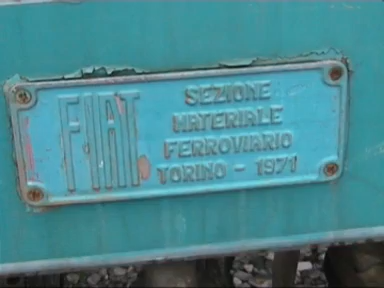 FIAT
SEZIONE
MATERIALE
FERROVIARIO
TORINO - 1971